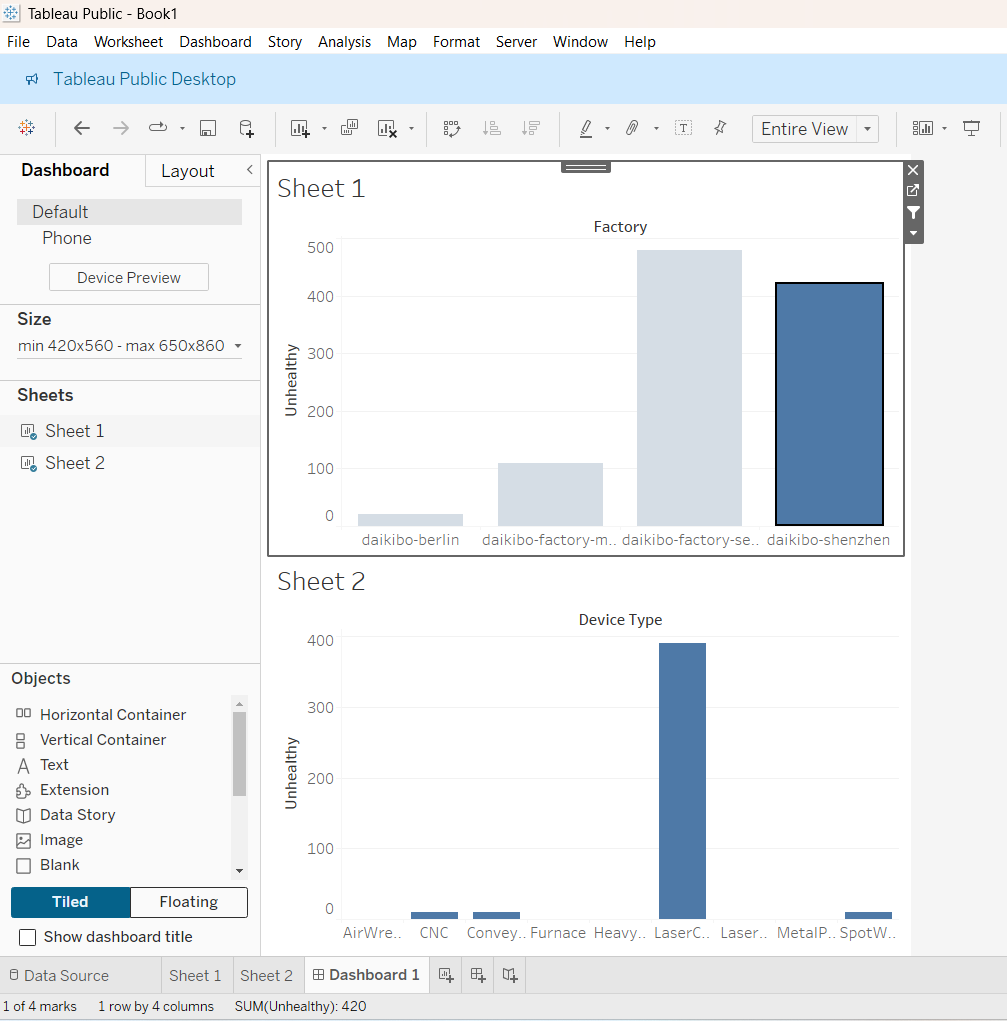 Tableau Public - Book1
File Data Worksheet Dashboard Story Analysis Map Format Server Window Help
Tableau Public Desktop
Entire View
Dashboard
Layout
Default
Phone
Device Preview
Size
min 420x560 - max 650x860
Sheets
Sheet 1
Sheet 2
Objects
Horizontal Container
Vertical Container
Text
Extension
Data Story
Image
Blank
Tiled
Floating
Show dashboard title
Sheet 1
Factory
500
400
300
200
100
0
Unhealthy
daikibo-berlin daikibo-factory-m.. daikibo-factory-se.. daikibo-shenzhen
Sheet 2
Device Type
400
300
200
100
0
Unhealthy
AirWre.. CNC Convey.. Furnace Heavy.. LaserC.. Laser.. MetalP.. SpotW..
Data Source Sheet 1 Sheet 2 Dashboard 1
1 of 4 marks 1 row by 4 columns SUM(Unhealthy): 420